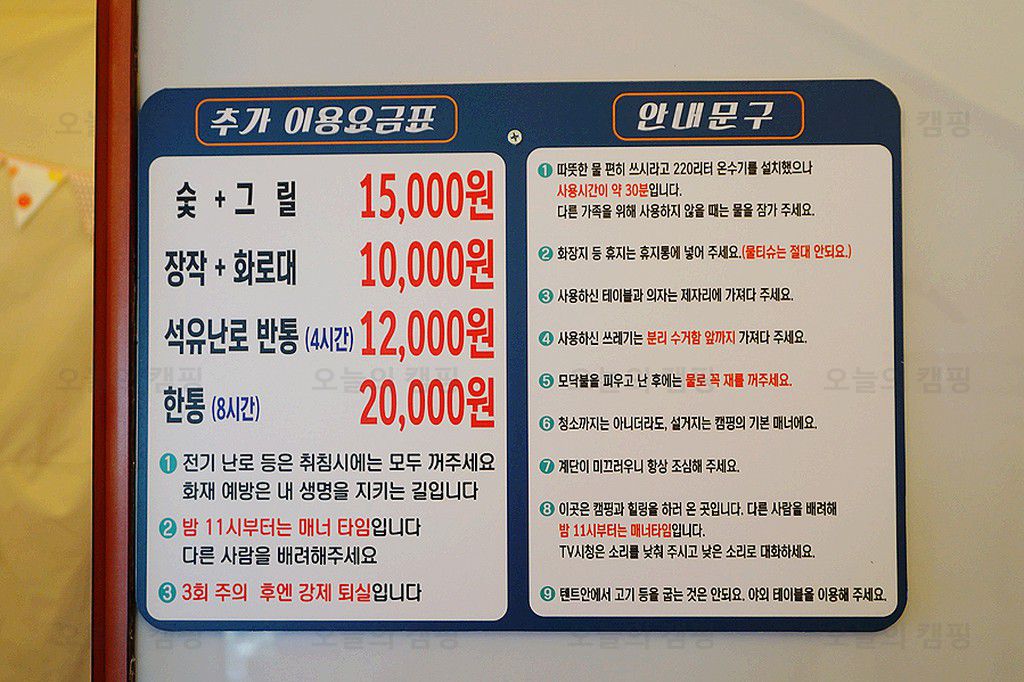 추가 이용요금표
숯 + 그 릴 15,000원
장작 + 화로대 10,000원
석유난로 반통 (4시간) 12,000원
한통 (8시간) 20,000원
1 전기 난로 등은 취침시에는 모두 꺼주세요
화재 예방은 내 생명을 지키는 길입니다
2 밤 11시부터는 매너 타임입니다
다른 사람을 배려해주세요
3 3회 주의 후엔 강제 퇴실입니다
안내문구
1 따뜻한 물 편히 쓰시라고 220리터 온수기를 설치했으나
사용시간이 약 30분입니다.
다른 가족을 위해 사용하지 않을 때는 물을 잠가 주세요.
2 화장지 등 휴지는 휴지통에 넣어 주세요.(물티슈는 절대 안되요.)
3 사용하신 테이블과 의자는 제자리에 가져다 주세요.
4 사용하신 쓰레기는 분리 수거함 앞까지 가져다 주세요.
5 모닥불을 피우고 난 후에는 물로 꼭 재를 꺼주세요.
6 청소까지는 아니더라도, 설거지는 캠핑의 기본 매너에요.
7 계단이 미끄러우니 항상 조심해 주세요.
8 이곳은 캠핑과 힐링을 하러 온 곳입니다. 다른 사람을 배려해
밤 11시부터는 매너타임입니다.
TV시청은 소리를 낮춰 주시고 낮은 소리로 대화하세요.
9 텐트안에서 고기 등을 굽는 것은 안되요. 야외 테이블을 이용해 주세요.
오늘의 캠핑